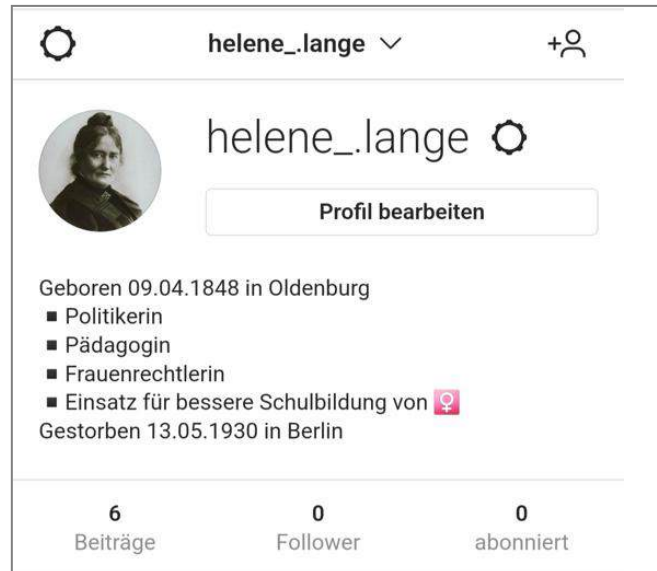 helene_.lange
helene_.lange
Profil bearbeiten
Geboren 09.04.1848 in Oldenburg
▪ Politikerin
▪ Pädagogin
▪ Frauenrechtlerin
▪ Einsatz für bessere Schulbildung von ♀
Gestorben 13.05.1930 in Berlin
6 0 0
Beiträge Follower abonniert